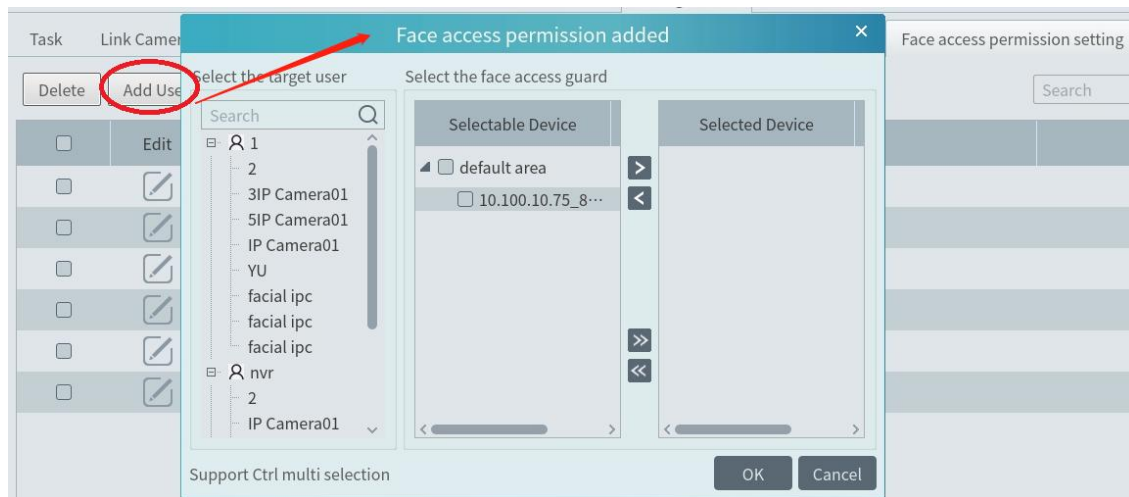 Task
Link Camer
Face access permission added
Face access permission setting
Delete
Add Use
Select the target user
Select the face access guard
Search
Search
Edit
Selectable Device
Selected Device
1
2
3IP Camera01
5IP Camera01
IP Camera01
YU
facial ipc
facial ipc
facial ipc
nvr
2
IP Camera01
default area
10.100.10.75_8···
Support Ctrl multi selection
OK
Cancel